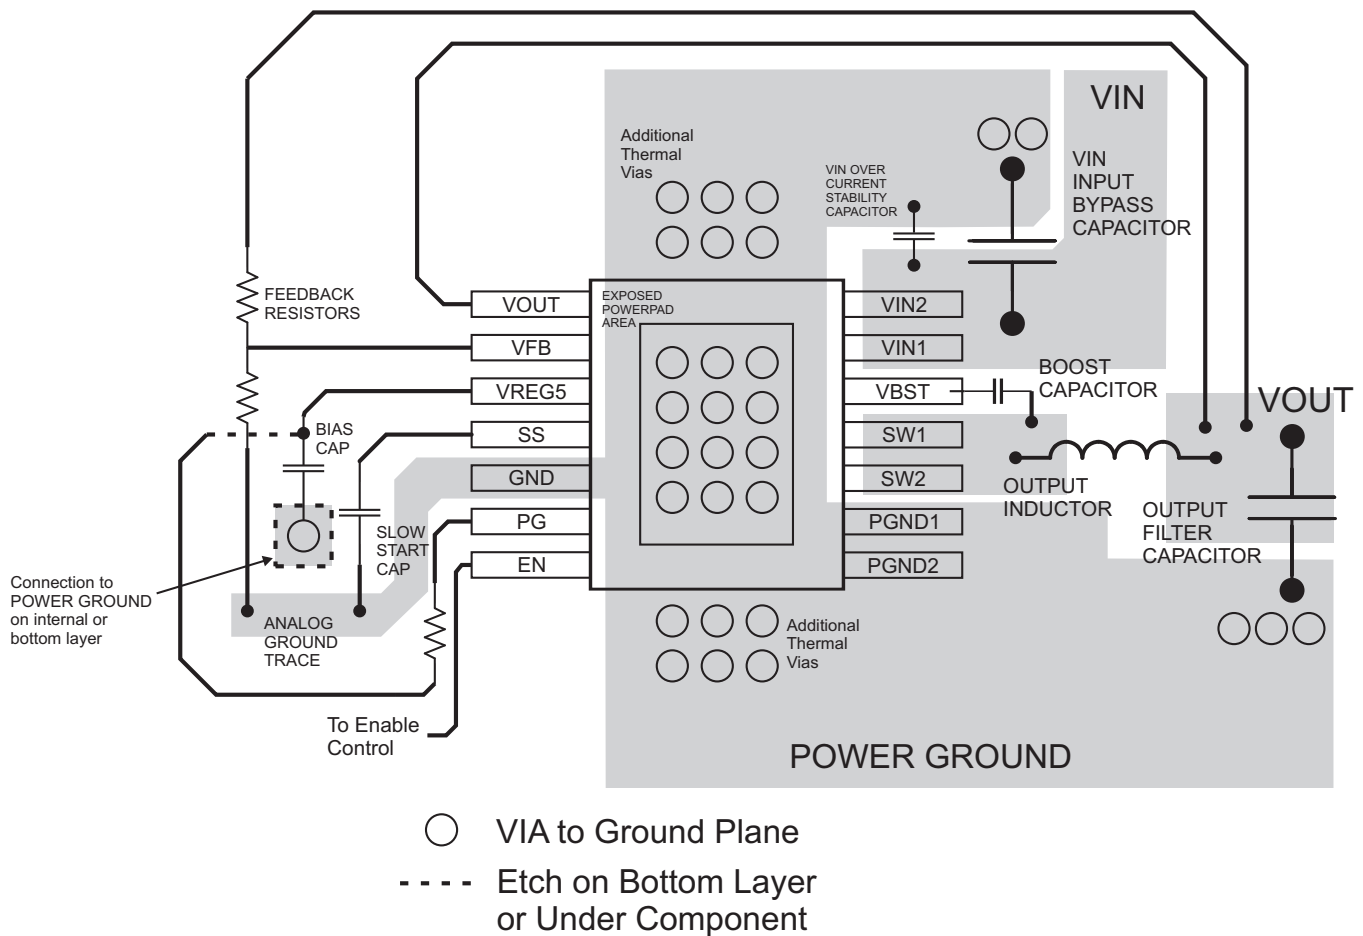 VIN
Additional
Thermal
Vias
VIN OVER
CURRENT
STABILITY
CAPACITOR
VIN
INPUT
BYPASS
CAPACITOR
FEEDBACK
RESISTORS
EXPOSED
POWERPAD
AREA
VOUT
VFB
VREG5
SS
GND
PG
EN
VIN2
VIN1
VBST
SW1
SW2
PGND1
PGND2
BOOST
CAPACITOR
VOUT
BIAS
CAP
OUTPUT
INDUCTOR
OUTPUT
FILTER
CAPACITOR
SLOW
START
CAP
Connection to
POWER GROUND
on internal or
bottom layer
ANALOG
GROUND
TRACE
Additional
Thermal
Vias
To Enable
Control
POWER GROUND
VIA to Ground Plane
Etch on Bottom Layer
or Under Component